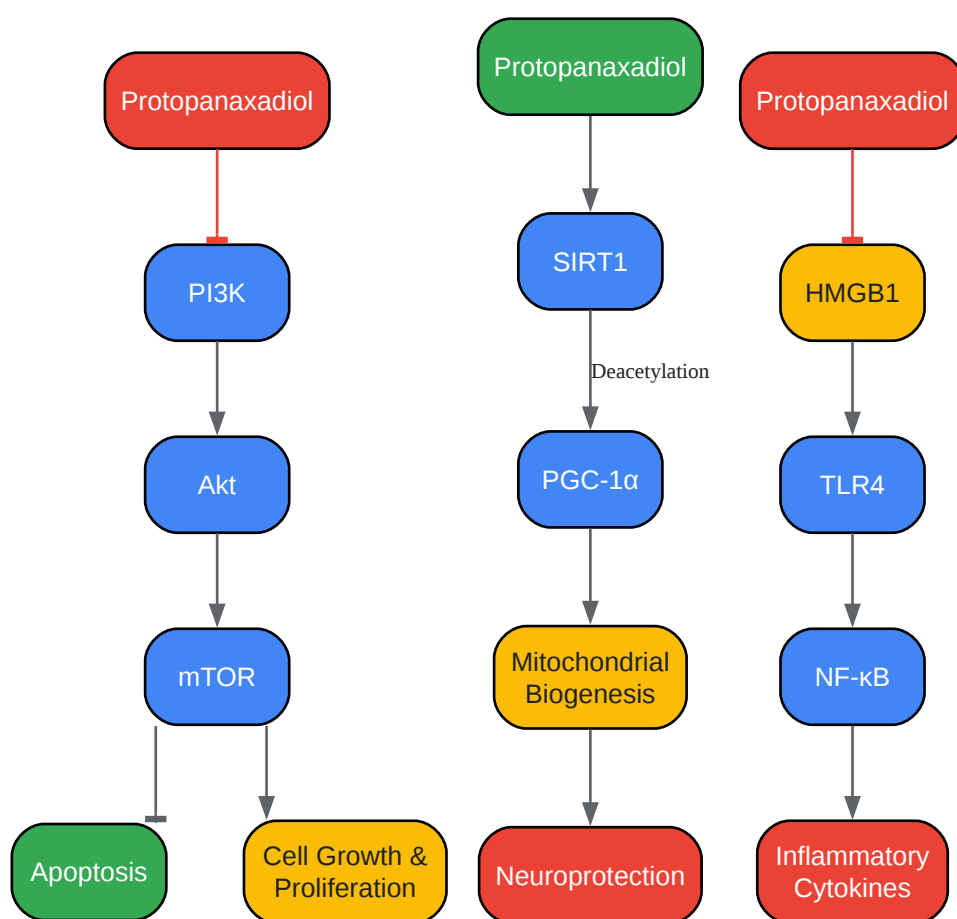 Protopanaxadiol
PI3K
Akt
mTOR
Apoptosis
Cell Growth &
Proliferation
Protopanaxadiol
SIRT1
Deacetylation
PGC-1α
Mitochondrial
Biogenesis
Neuroprotection
Protopanaxadiol
HMGB1
TLR4
NF-κB
Inflammatory
Cytokines